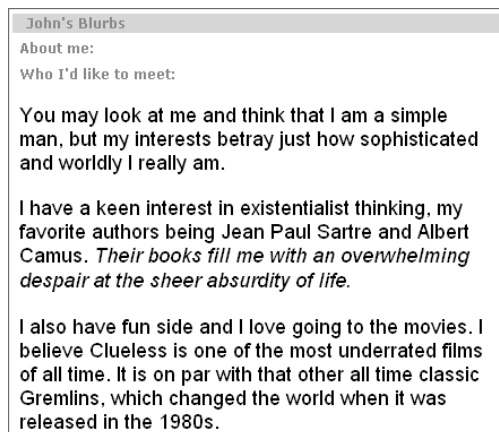 John's Blurbs
About me:
Who I'd like to meet:
You may look at me and think that I am a simple
man, but my interests betray just how sophisticated
and worldly I really am.
I have a keen interest in existentialist thinking, my
favorite authors being Jean Paul Sartre and Albert
Camus. Their books fill me with an overwhelming
despair at the sheer absurdity of life.
I also have fun side and I love going to the movies. I
believe Clueless is one of the most underrated films
of all time. It is on par with that other all time classic
Gremlins, which changed the world when it was
released in the 1980s.